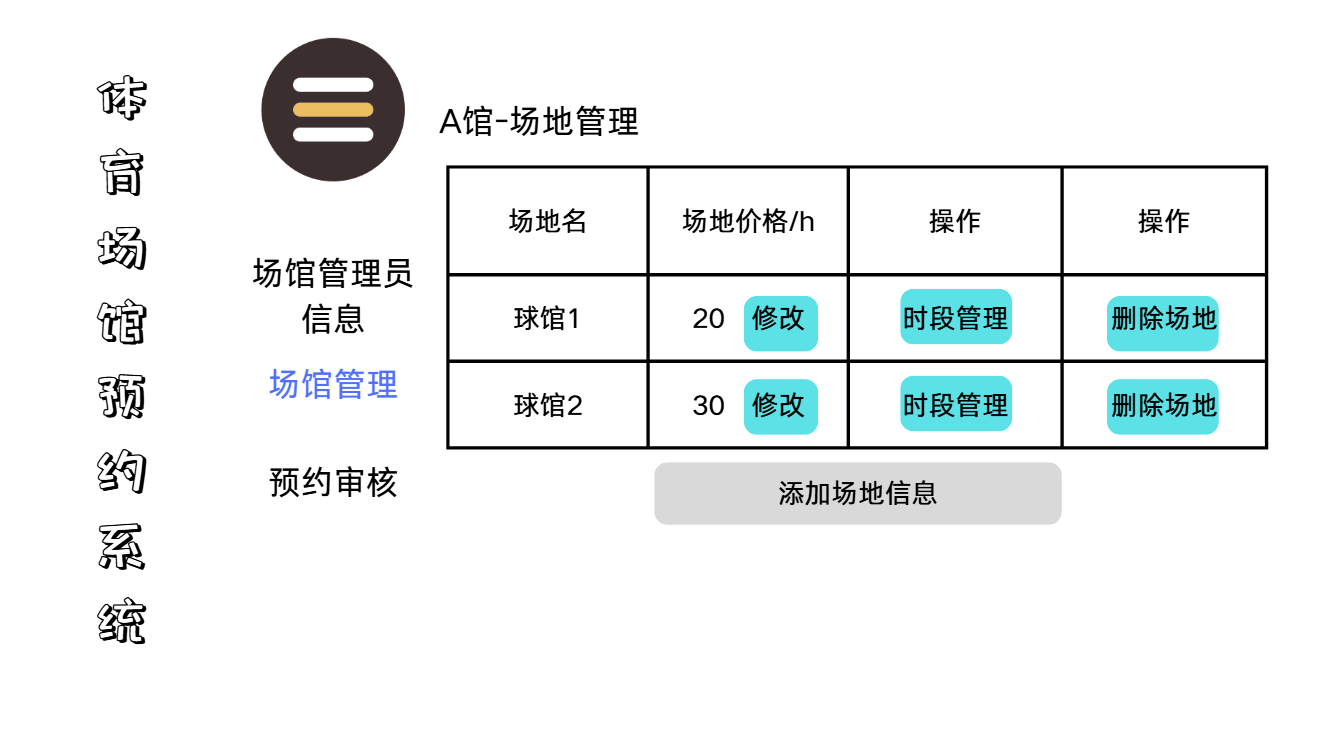 体
育
场
馆
预
约
系
统
场馆管理员
信息
场馆管理
预约审核
A馆-场地管理
场地名 场地价格/h 操作 操作
球馆1 20 修改 时段管理 删除场地
球馆2 30 修改 时段管理 删除场地
添加场地信息